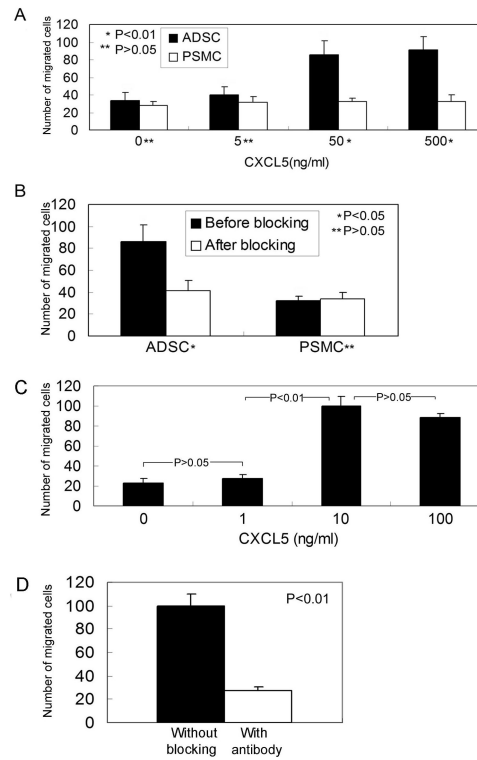 A
* P<0.01
** P>0.05
ADSC
PSMC
Number of migrated cells
120
100
80
60
40
20
0
0** 5** 50* 500*
CXCL5(ng/ml)
B
Before blocking
After blocking
*P<0.05
**P>0.05
Number of migrated cells
120
100
80
60
40
20
0
ADSC* PSMC**
C
Number of migrated cells
120
100
80
60
40
20
0
P>0.05
P<0.01
P>0.05
0 1 10 100
CXCL5 (ng/ml)
D
P<0.01
Number of migrated cells
120
100
80
60
40
20
0
Without blocking
With antibody